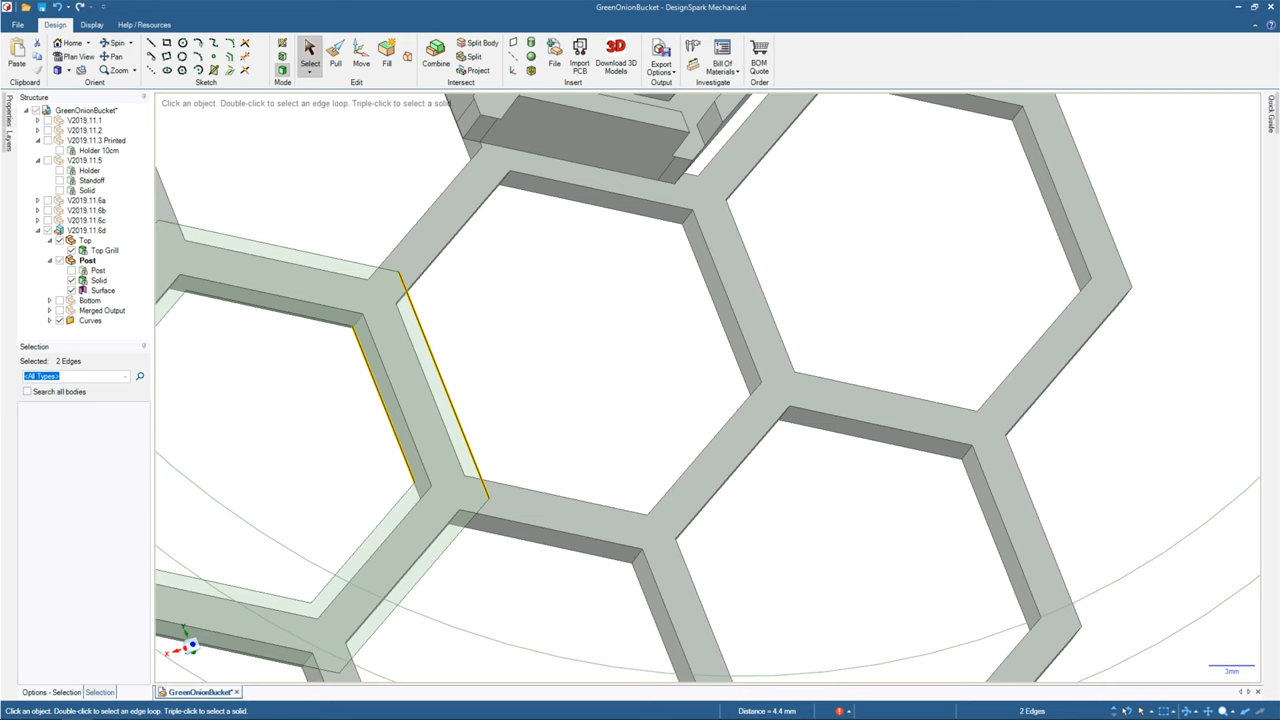 GreenOnionBucket - DesignSpark Mechanical
File Design Display Help / Resources
Paste
Home Spin
Plan View Pan
Zoom
Select Pull Move Fill
Combine
Split Body
Split
Project
File
Import PCB
Download 3D Models
3D
Export Options
Bill Of Materials
BOM Quote
Clipboard Orient Sketch Mode Edit Intersect Insert Output Investigate Order
Structure
Click an object. Double-click to select an edge loop. Triple-click to select a solid.
Properties
Layers
Quick Guide
GreenOnionBucket*
V2019.11.1
V2019.11.2
V2019.11.3 Printed
Holder 10cm
V2019.11.5
Holder
Standoff
Solid
V2019.11.6a
V2019.11.6b
V2019.11.6c
V2019.11.6d
Top
Top Grill
Post
Post
Solid
Surface
Bottom
Merged Output
Curves
Selection
Selected: 2 Edges
<All Types>
Search all bodies
Y
X
3mm
Options - Selection Selection
GreenOnionBucket*
Click an object. Double-click to select an edge loop. Triple-click to select a solid.
Distance = 4.4 mm
2 Edges